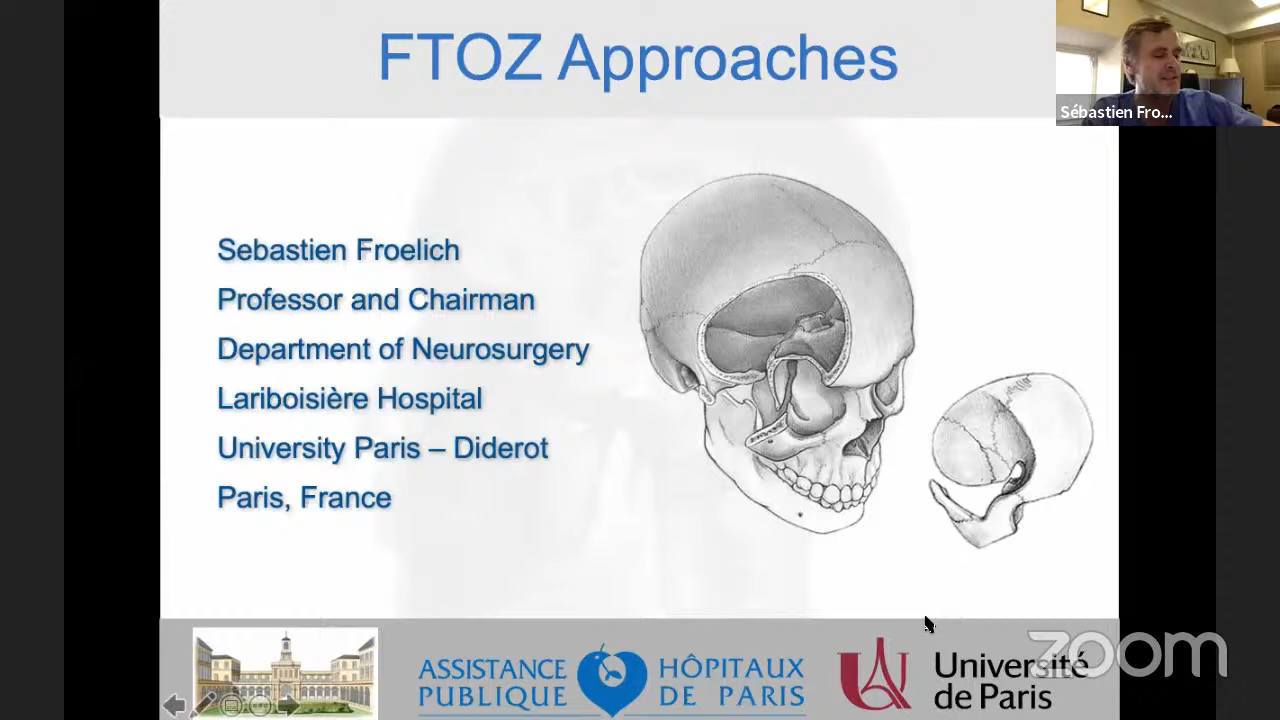 FTOZ Approaches
Sébastien Fro...
Sebastien Froelich
Professor and Chairman
Department of Neurosurgery
Lariboisière Hospital
University Paris – Diderot
Paris, France
ASSISTANCE
PUBLIQUE
HÔPITAUX
DE PARIS
Université
de Paris
zoom